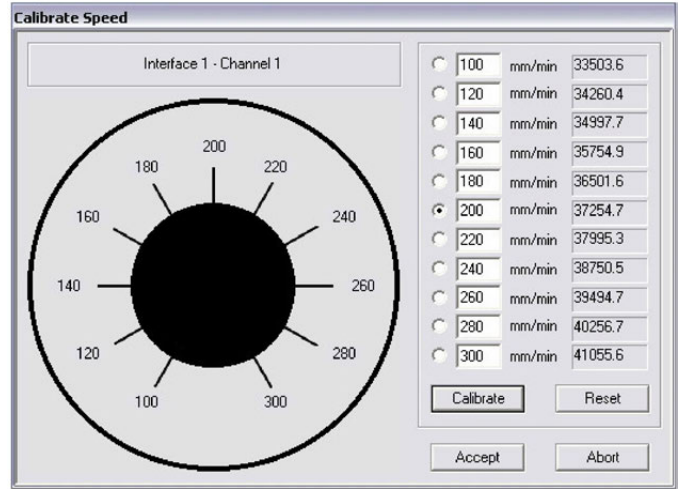 Calibrate Speed
Interface 1 - Channel 1
200
180
220
160
240
140
260
120
280
100
300
100 mm/min 33503.6
120 mm/min 34260.4
140 mm/min 34997.7
160 mm/min 35754.9
180 mm/min 36501.6
200 mm/min 37254.7
220 mm/min 37995.3
240 mm/min 38750.5
260 mm/min 39494.7
280 mm/min 40256.7
300 mm/min 41055.6
Calibrate Reset
Accept Abort